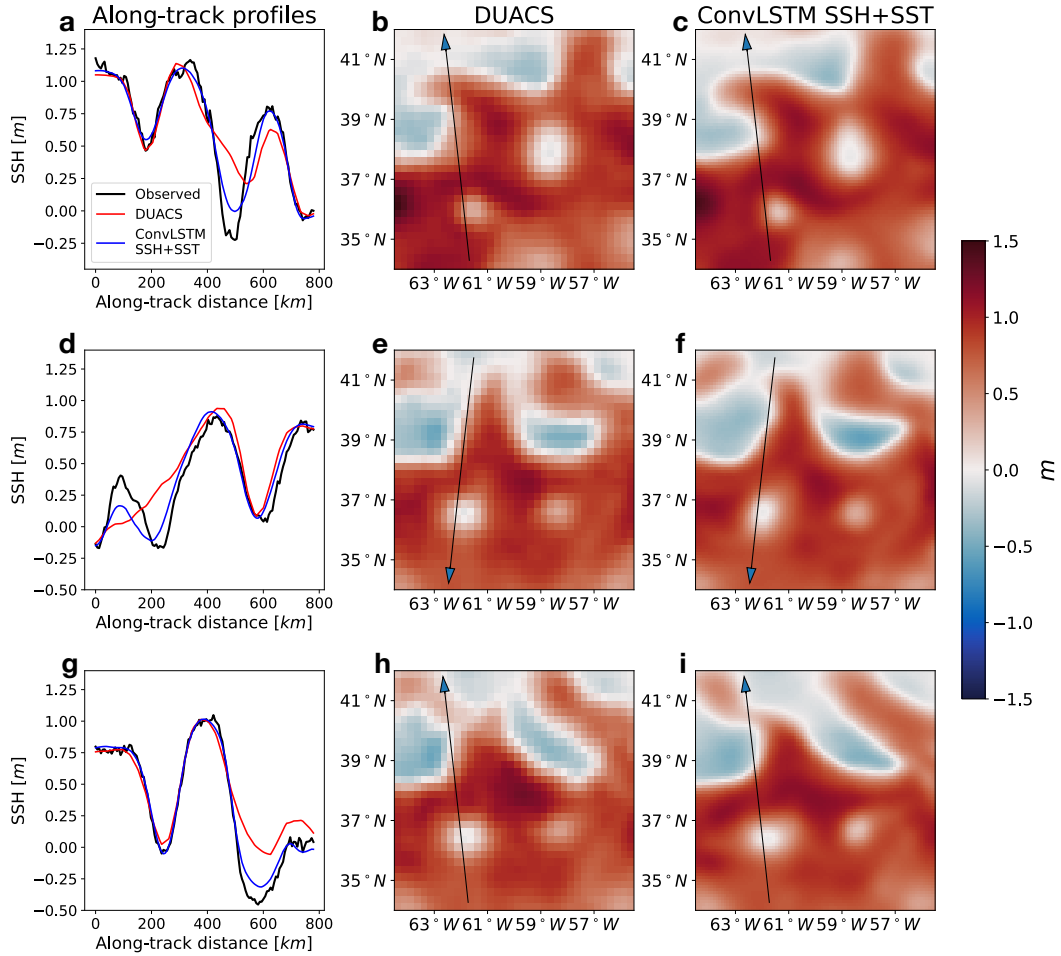 Along-track profiles
DUACS
ConvLSTM SSH+SST
a
b
c
1.25
1.00
0.75
0.50
0.25
0.00
−0.25
SSH [m]
Observed
DUACS
ConvLSTM
SSH+SST
0 200 400 600 800
Along-track distance [km]
41°N
39°N
37°N
35°N
63°W 61°W 59°W 57°W
41°N
39°N
37°N
35°N
63°W 61°W 59°W 57°W
d
e
f
1.25
1.00
0.75
0.50
0.25
0.00
−0.25
−0.50
SSH [m]
0 200 400 600 800
Along-track distance [km]
41°N
39°N
37°N
35°N
63°W 61°W 59°W 57°W
41°N
39°N
37°N
35°N
63°W 61°W 59°W 57°W
1.5
1.0
0.5
0.0
−0.5
−1.0
−1.5
m
g
h
i
1.25
1.00
0.75
0.50
0.25
0.00
−0.25
−0.50
SSH [m]
0 200 400 600 800
Along-track distance [km]
41°N
39°N
37°N
35°N
63°W 61°W 59°W 57°W
41°N
39°N
37°N
35°N
63°W 61°W 59°W 57°W